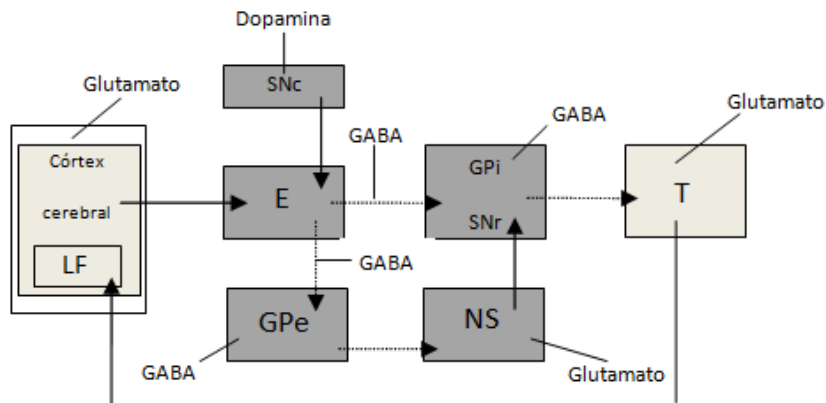 Dopamina
SNc
Glutamato
Córtex
cerebral
LF
E
GABA
GPi
SNr
GABA
Glutamato
T
GABA
GPe
GABA
NS
Glutamato